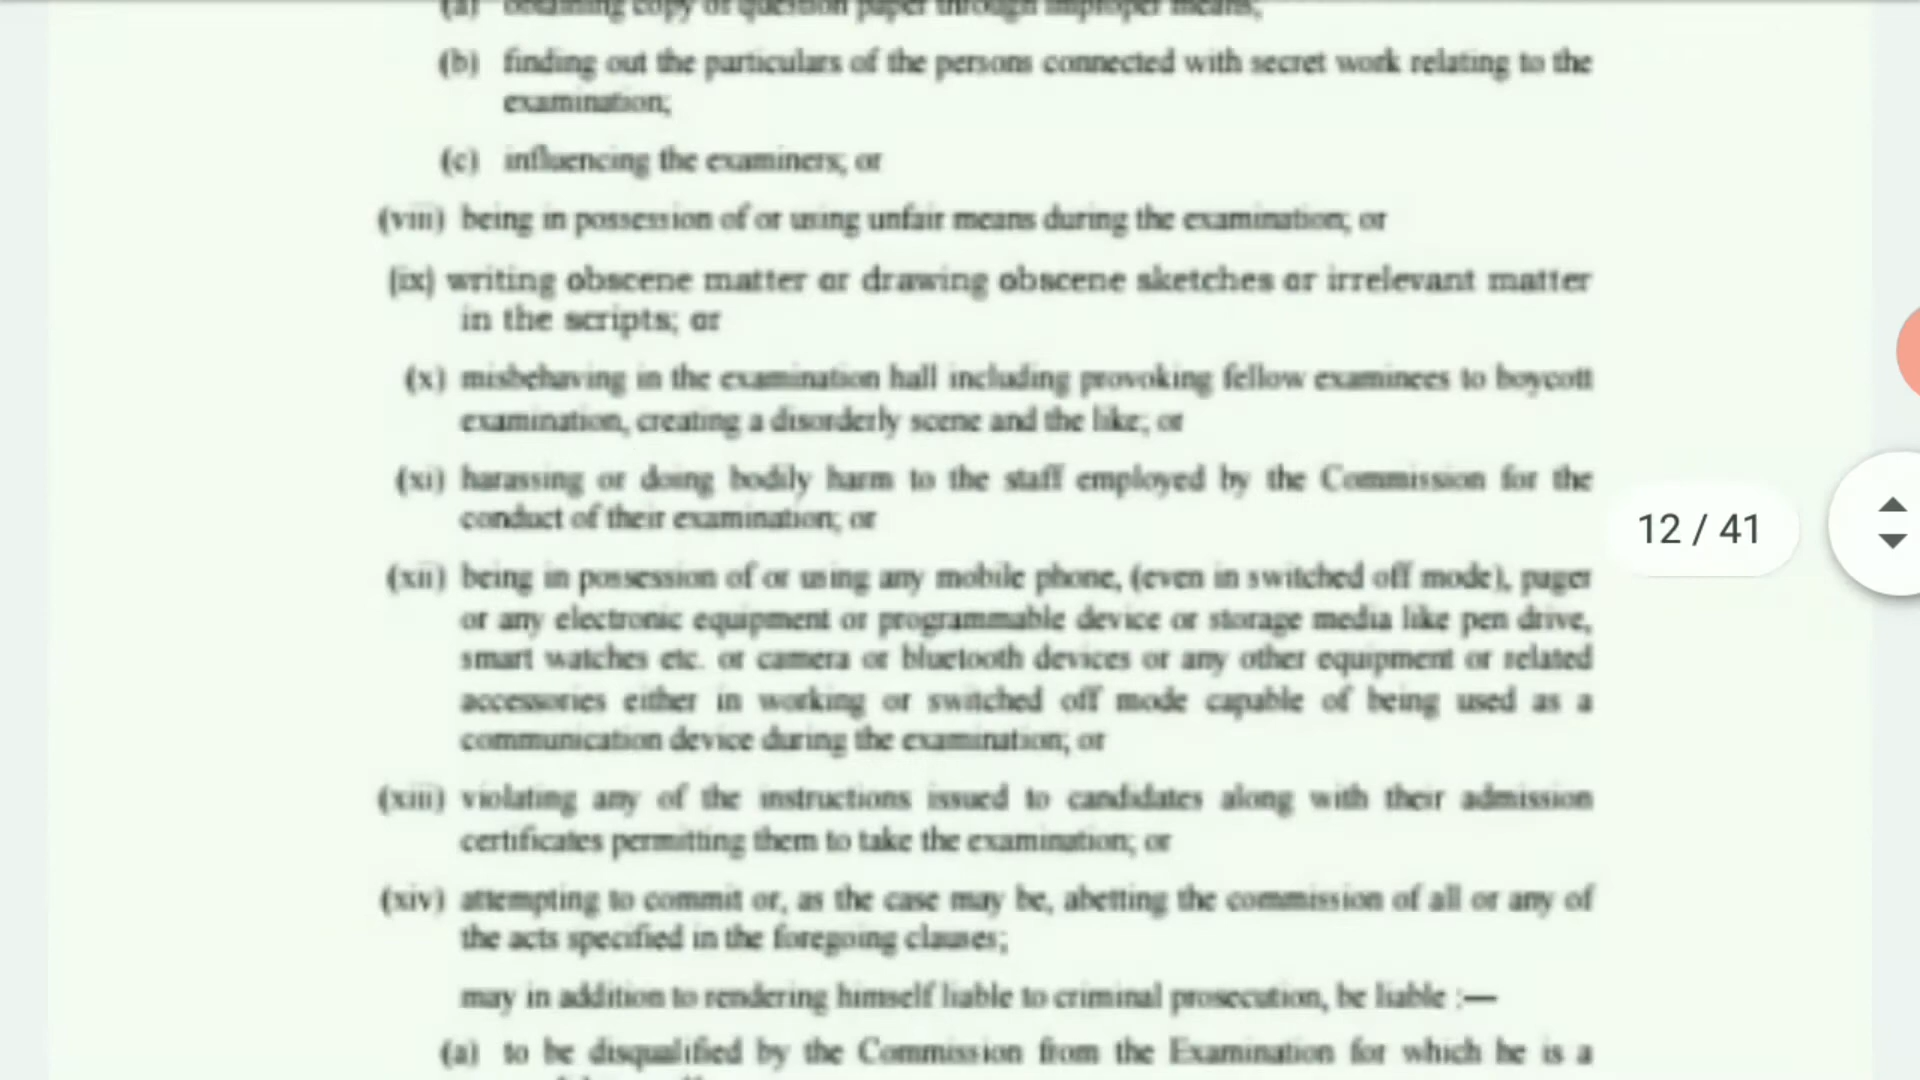 (a) obtaining copy of question paper through improper means;
(b) finding out the particulars of the persons connected with secret work relating to the
examination;
(c) influencing the examiners; or
(viii) being in possession of or using unfair means during the examination; or
(ix) writing obscene matter or drawing obscene sketches or irrelevant matter
in the scripts; or
(x) misbehaving in the examination hall including provoking fellow examinees to boycott
examination, creating a disorderly scene and the like; or
(xi) harassing or doing bodily harm to the staff employed by the Commission for the
conduct of their examination; or
(xii) being in possession of or using any mobile phone, (even in switched off mode), pager
or any electronic equipment or programmable device or storage media like pen drive,
smart watches etc. or camera or bluetooth devices or any other equipment or related
accessories either in working or switched off mode capable of being used as a
communication device during the examination; or
(xiii) violating any of the instructions issued to candidates along with their admission
certificates permitting them to take the examination; or
(xiv) attempting to commit or, as the case may be, abetting the commission of all or any of
the acts specified in the foregoing clauses;
may in addition to rendering himself liable to criminal prosecution, be liable :—
(a) to be disqualified by the Commission from the Examination for which he is a
12 / 41